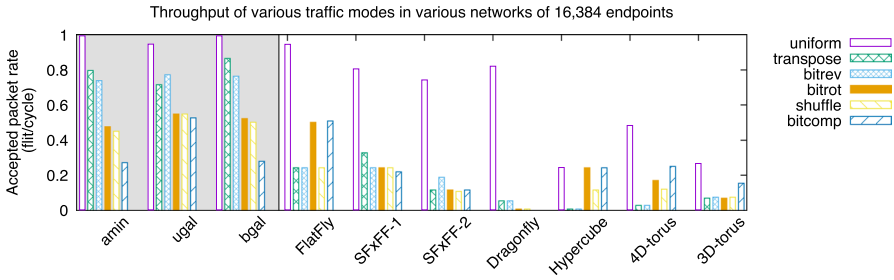 Throughput of various traffic modes in various networks of 16,384 endpoints
Accepted packet rate
(flit/cycle)
1
0.8
0.6
0.4
0.2
0
amin
ugal
bgal
FlatFly
SFxFF-1
SFxFF-2
Dragonfly
Hypercube
4D-torus
3D-torus
uniform
transpose
bitrev
bitrot
shuffle
bitcomp